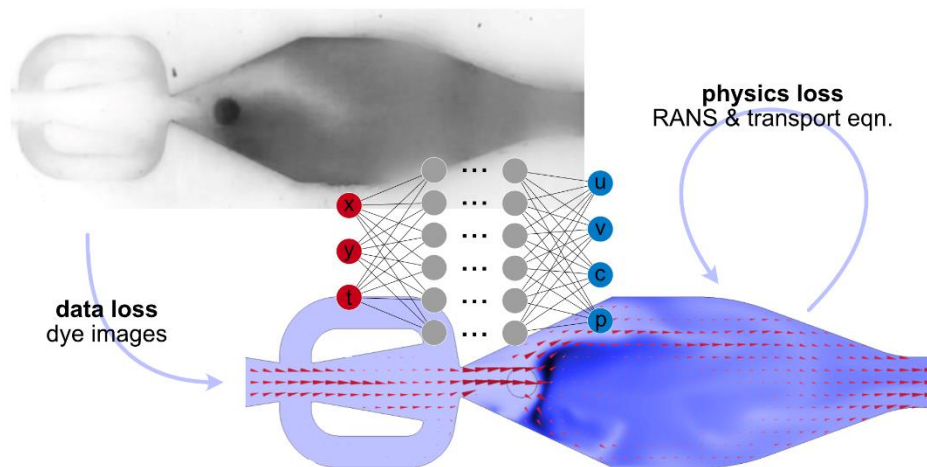 physics loss
RANS & transport eqn.
u
x
v
y
c
t
p
data loss
dye images